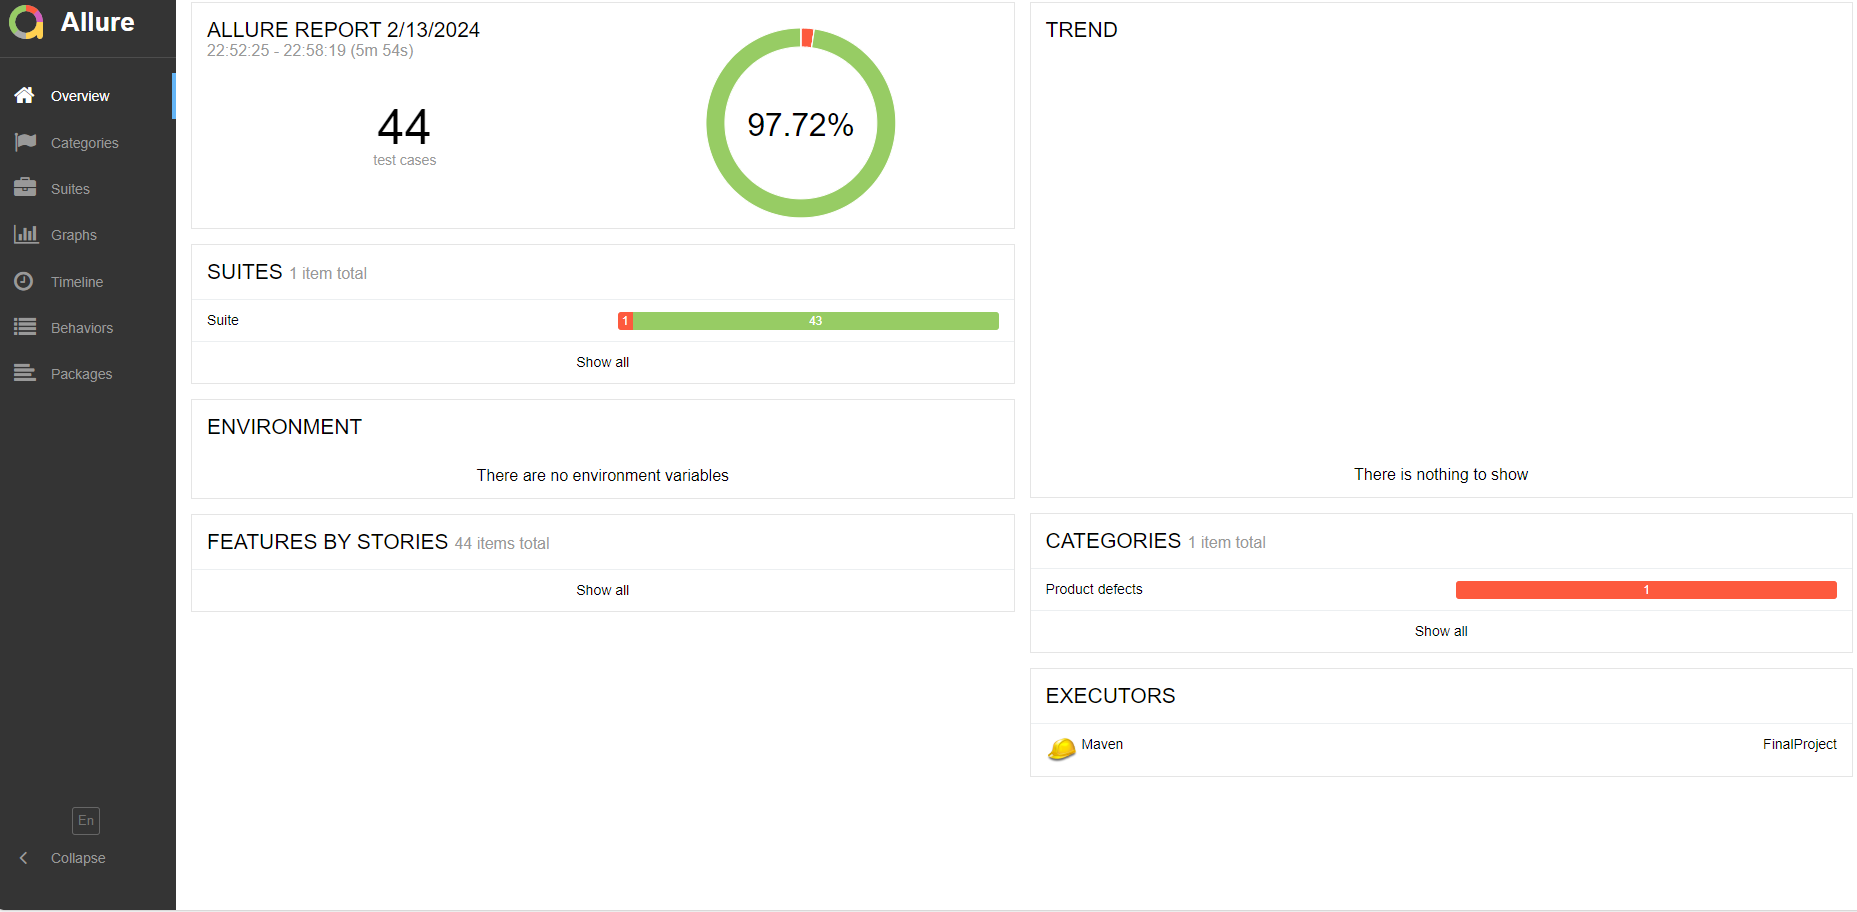 Allure
Overview
Categories
Suites
Graphs
Timeline
Behaviors
Packages
En
Collapse
ALLURE REPORT 2/13/2024
22:52:25 - 22:58:19 (5m 54s)
44
test cases
97.72%
SUITES 1 item total
Suite 1 43
Show all
ENVIRONMENT
There are no environment variables
FEATURES BY STORIES 44 items total
Show all
TREND
There is nothing to show
CATEGORIES 1 item total
Product defects 1
Show all
EXECUTORS
Maven FinalProject